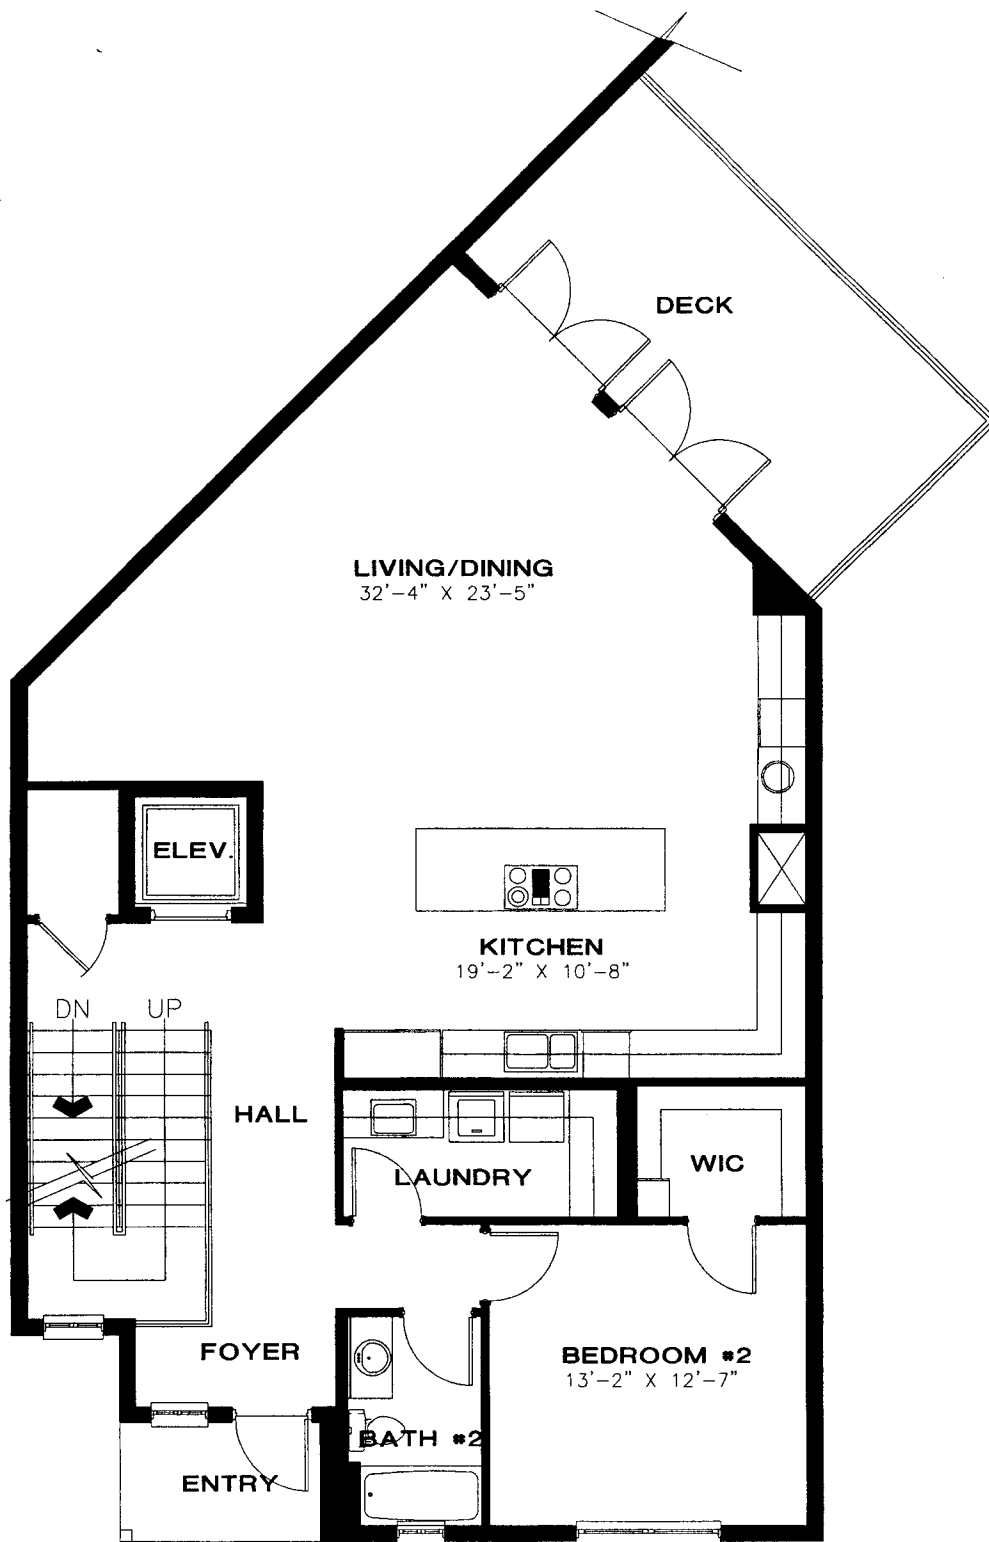 DECK
LIVING/DINING
32'-4" X 23'-5"
ELEV.
KITCHEN
19'-2" X 10'-8"
DN
UP
HALL
LAUNDRY
WIC
FOYER
BEDROOM #2
13'-2" X 12'-7"
BATH #2
ENTRY